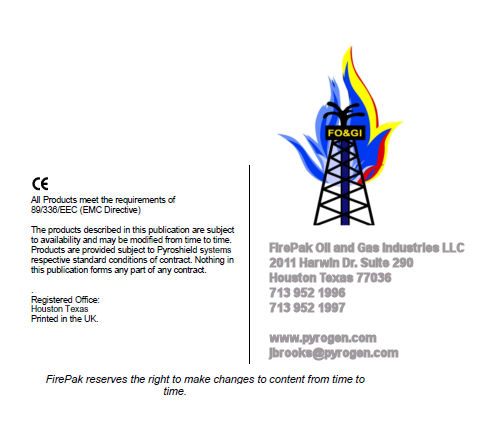 FO&GI
CE
All Products meet the requirements of
89/336/EEC (EMC Directive)
The products described in this publication are subject
to availability and may be modified from time to time.
Products are provided subject to Pyroshield systems
respective standard conditions of contract. Nothing in
this publication forms any part of any contract.
.
Registered Office:
Houston Texas
Printed in the UK.
FirePak Oil and Gas Industries LLC
2011 Harwin Dr. Suite 290
Houston Texas 77036
713 952 1996
713 952 1997
www.pyrogen.com
jbrooks@pyrogen.com
FirePak reserves the right to make changes to content from time to
time.